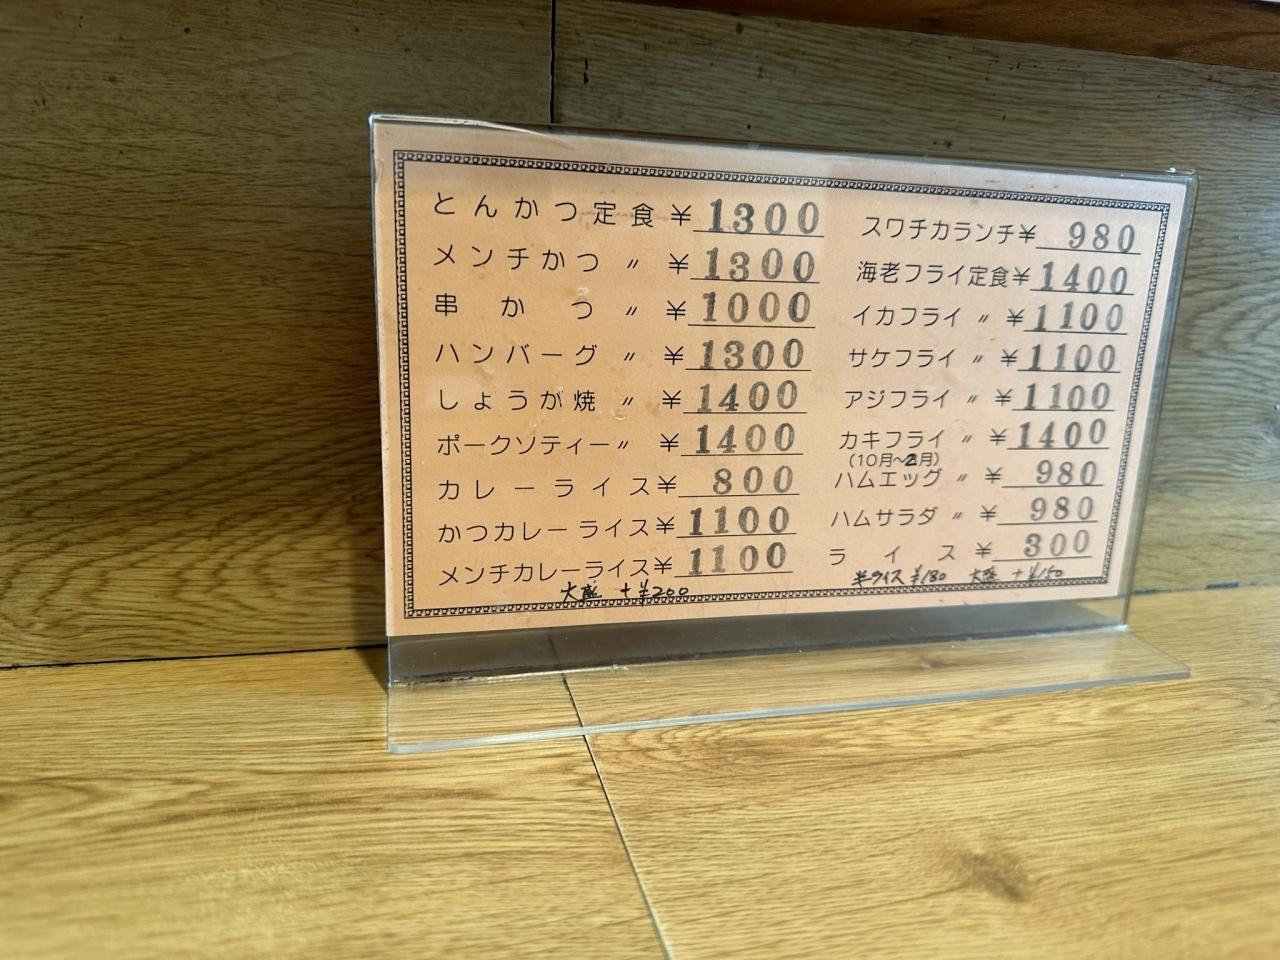 とんかつ定食¥1300
メンチかつ 〃 ¥1300
串かつ 〃 ¥1000
ハンバーグ 〃 ¥1300
しょうが焼 〃 ¥1400
ポークソティー〃 ¥1400
カレーライス¥800
かつカレーライス¥1100
メンチカレーライス¥1100
大盛 +¥200
スワチカランチ¥980
海老フライ定食¥1400
イカフライ 〃 ¥1100
サケフライ 〃 ¥1100
アジフライ 〃 ¥1100
カキフライ 〃 ¥1400
(10月~2月)
ハムエッグ 〃 ¥980
ハムサラダ 〃 ¥980
ライス ¥300
半ライス ¥180 大盛 +¥150